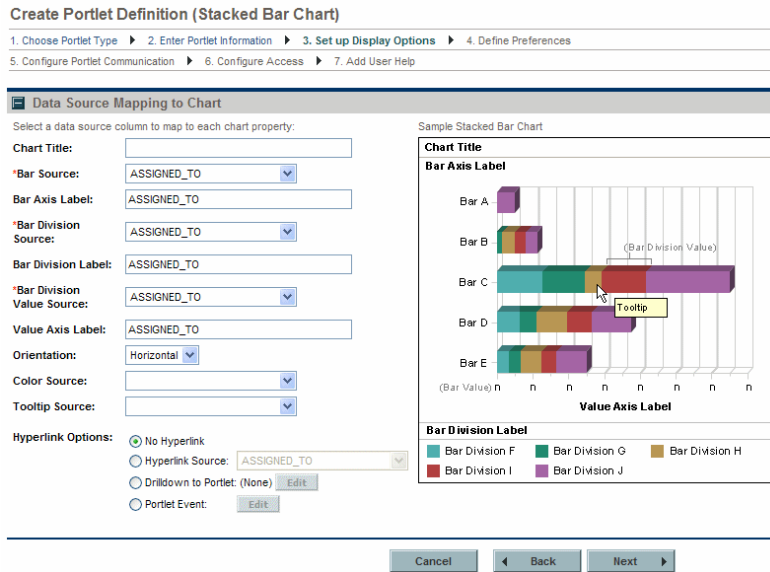 Create Portlet Definition (Stacked Bar Chart)
1. Choose Portlet Type 2. Enter Portlet Information 3. Set up Display Options 4. Define Preferences
5. Configure Portlet Communication 6. Configure Access 7. Add User Help
Data Source Mapping to Chart
Select a data source column to map to each chart property:
Chart Title:
*Bar Source: ASSIGNED_TO
Bar Axis Label: ASSIGNED_TO
*Bar Division Source: ASSIGNED_TO
Bar Division Label: ASSIGNED_TO
*Bar Division Value Source: ASSIGNED_TO
Value Axis Label: ASSIGNED_TO
Orientation: Horizontal
Color Source:
Tooltip Source:
Hyperlink Options: No Hyperlink
Hyperlink Source: ASSIGNED_TO
Drilldown to Portlet: (None) Edit
Portlet Event: Edit
Sample Stacked Bar Chart
Chart Title
Bar Axis Label
Bar A
Bar B
(Bar Division Value)
Bar C
Tooltip
Bar D
Bar E
(Bar Value) n n n n n n n n
Value Axis Label
Bar Division Label
Bar Division F Bar Division G Bar Division H
Bar Division I Bar Division J
Cancel Back Next